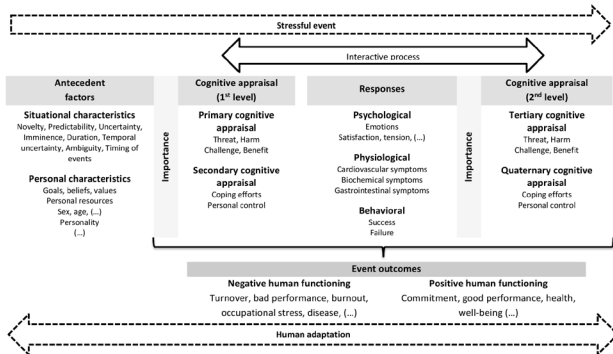 Stressful event
Interactive process
Antecedent
factors
Situational characteristics
Novelty, Predictability, Uncertainty,
Imminence, Duration, Temporal
uncertainty, Ambiguity, Timing of
events
Personal characteristics
Goals, beliefs, values
Personal resources
Sex, age, (...)
Personality
(...)
Importance
Cognitive appraisal
(1st level)
Primary cognitive
appraisal
Threat, Harm
Challenge, Benefit
Secondary cognitive
appraisal
Coping efforts
Personal control
Responses
Psychological
Emotions
Satisfaction, tension, (...)
Physiological
Cardiovascular symptoms
Biochemical symptoms
Gastrointestinal symptoms
Behavioral
Success
Failure
Importance
Cognitive appraisal
(2nd level)
Tertiary cognitive
appraisal
Threat, Harm
Challenge, Benefit
Quaternary cognitive
appraisal
Coping efforts
Personal control
Event outcomes
Negative human functioning
Turnover, bad performance, burnout,
occupational stress, disease, (...)
Positive human functioning
Commitment, good performance, health,
well-being (...)
Human adaptation